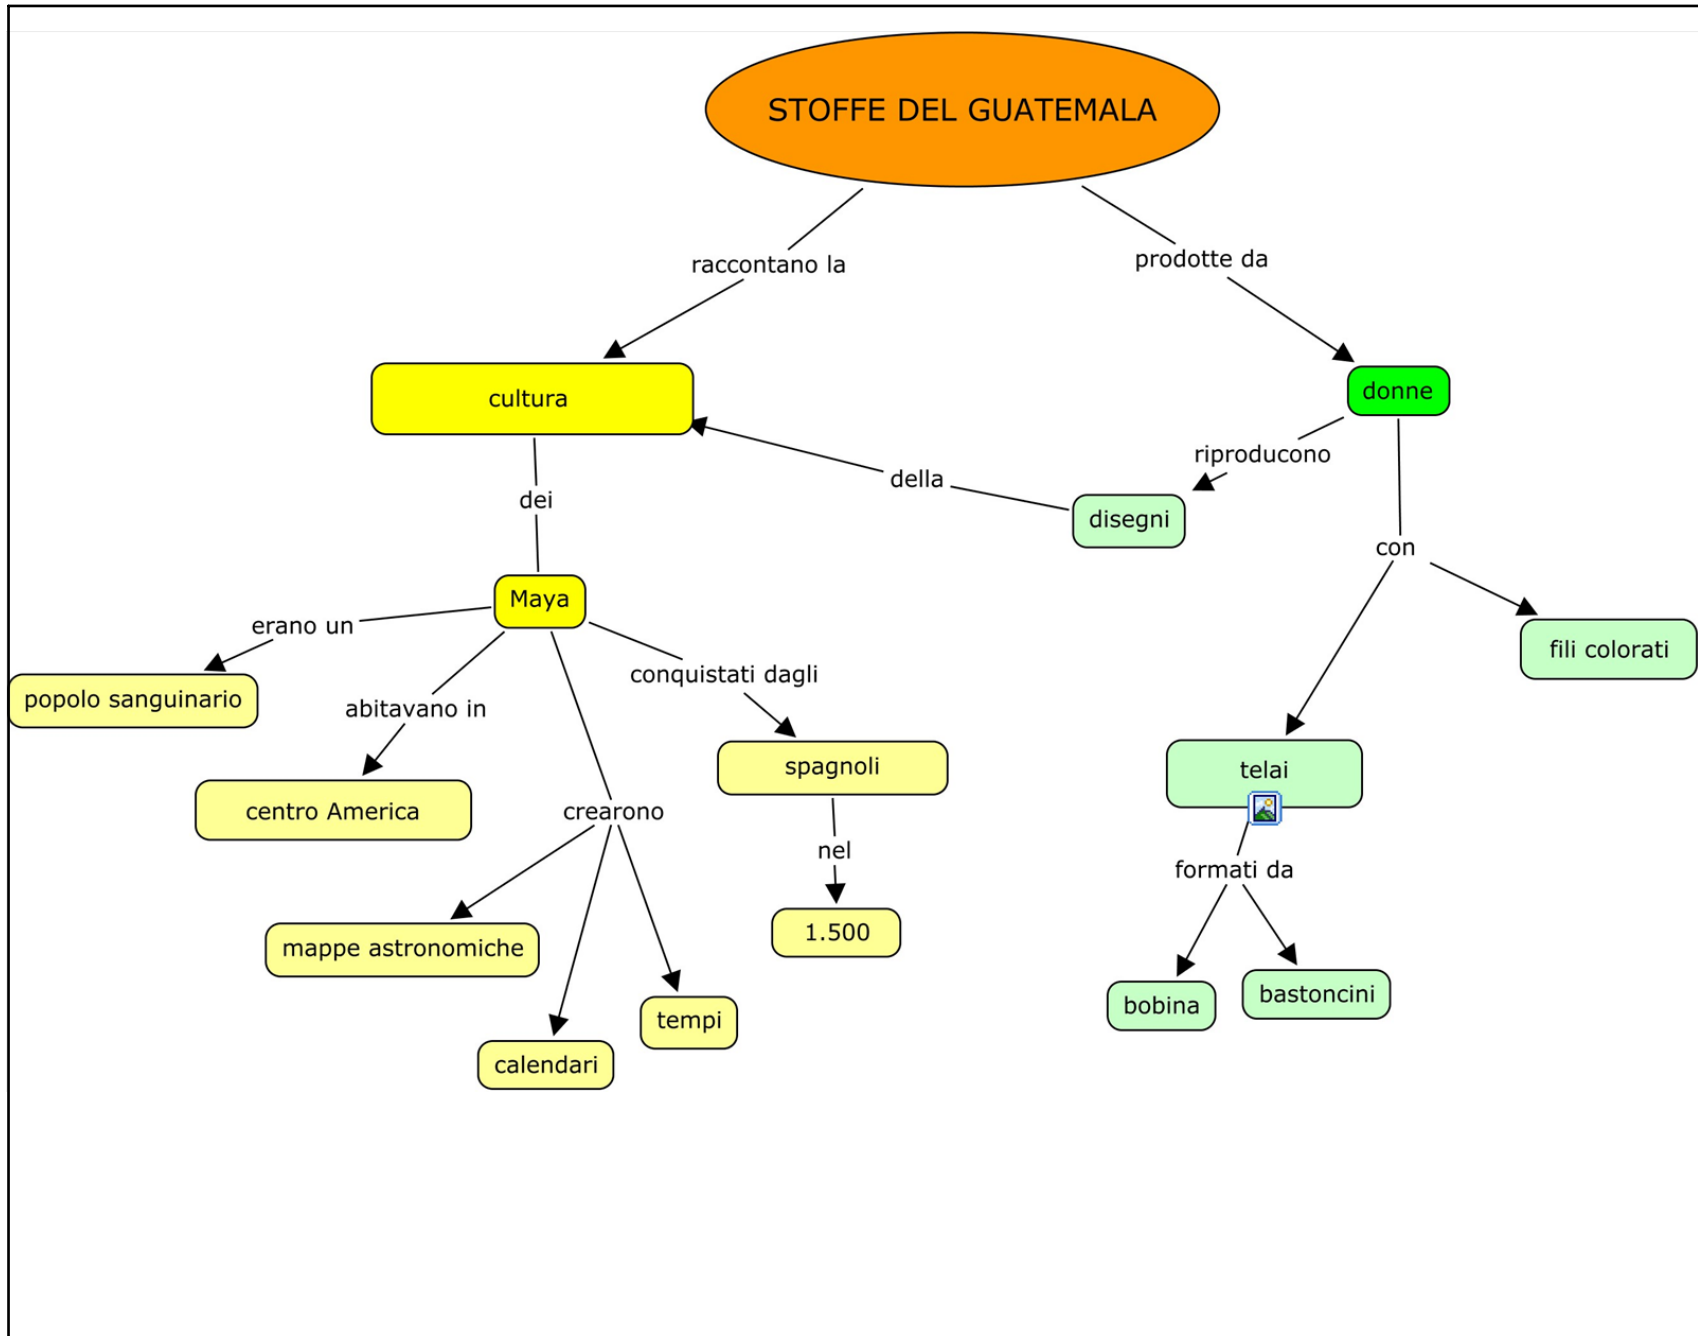 STOFFE DEL GUATEMALA
raccontano la
prodotte da
cultura
donne
riproducono
della
dei
disegni
con
Maya
erano un
fili colorati
conquistati dagli
popolo sanguinario
abitavano in
spagnoli
telai
centro America
crearono
nel
formati da
1.500
mappe astronomiche
bastoncini
bobina
tempi
calendari